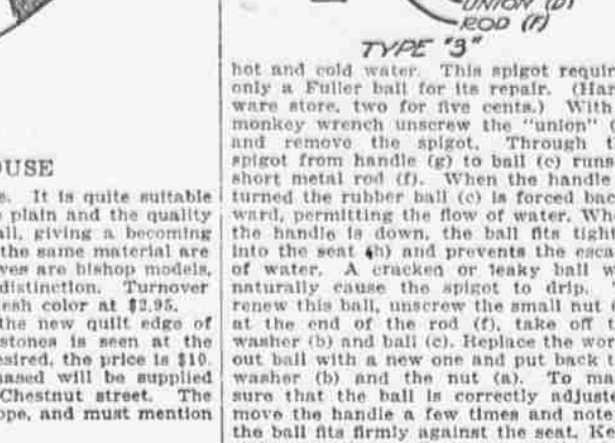 UNION (D)
ROD (F)
TYPE "3"
OUSE
e. It is quite suitable
plain and the quality
all, giving a becoming
the same material are
ves are bishop models,
distinction. Turnover
esh color at $2.95.
the new quilt edge of
stones is seen at the
esired, the price is $10.
ased will be supplied
Chestnut street. The
ope, and must mention
hot and cold water. This spigot requir
only a Fuller ball for its repair. (Har
ware store, two for five cents.) With
monkey wrench unscrew the "union" (
and remove the spigot. Through t
spigot from handle (g) to ball (c) runs
short metal rod (f). When the handle
turned the rubber ball (c) is forced bac
ward, permitting the flow of water. Wh
the handle is down, the ball fits tight
into the seat (h) and prevents the esca
of water. A cracked or leaky ball w
naturally cause the spigot to drip.
renew this ball, unscrew the small nut
at the end of the rod (f), take off t
washer (b) and ball (c). Replace the wor
out ball with a new one and put back
washer (b) and the nut (a). To ma
sure that the ball is correctly adjuste
move the handle a few times and note
the ball fits firmly against the seat. Ke